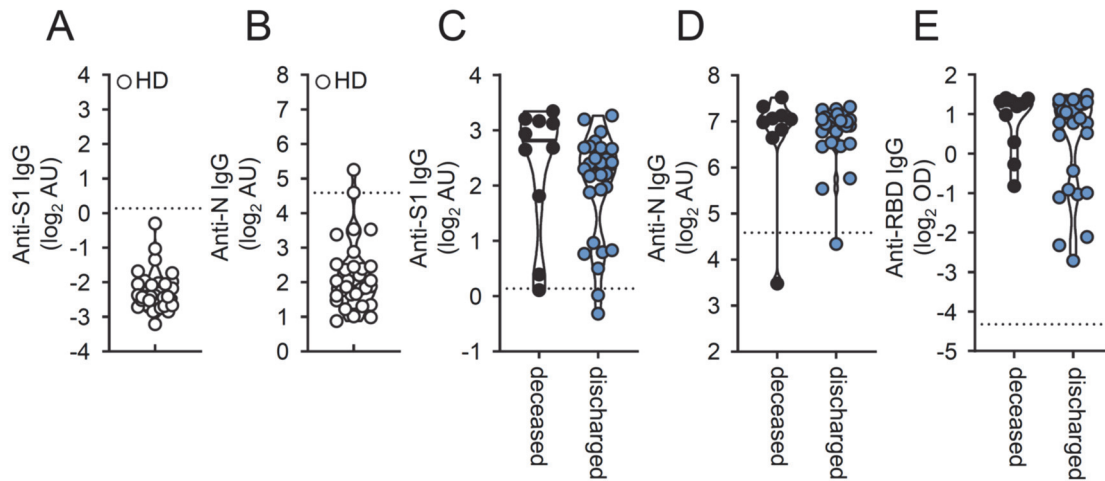 A
Anti-S1 IgG
(log2 AU)
4
3
2
1
0
-1
-2
-3
-4
HD
B
Anti-N IgG
(log2 AU)
8
7
6
5
4
3
2
1
0
HD
C
Anti-S1 IgG
(log2 AU)
4
3
2
1
0
-1
deceased
discharged
D
Anti-N IgG
(log2 AU)
8
7
6
5
4
7
2
deceased
discharged
E
Anti-RBD IgG
(log2 OD)
2
1
0
-1
-2
-3
-4
-5
deceased
discharged